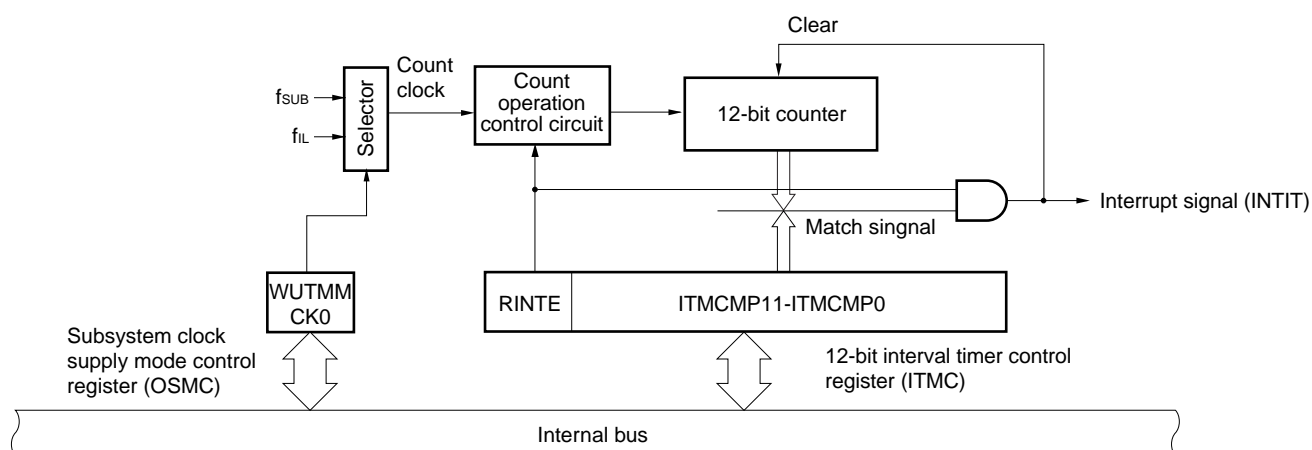 Clear
Count
clock
Selector
fSUB
fIL
Count
operation
control circuit
12-bit counter
Interrupt signal (INTIT)
Match singnal
WUTMM
CK0
RINTE
ITMCMP11-ITMCMP0
Subsystem clock
supply mode control
register (OSMC)
12-bit interval timer control
register (ITMC)
Internal bus